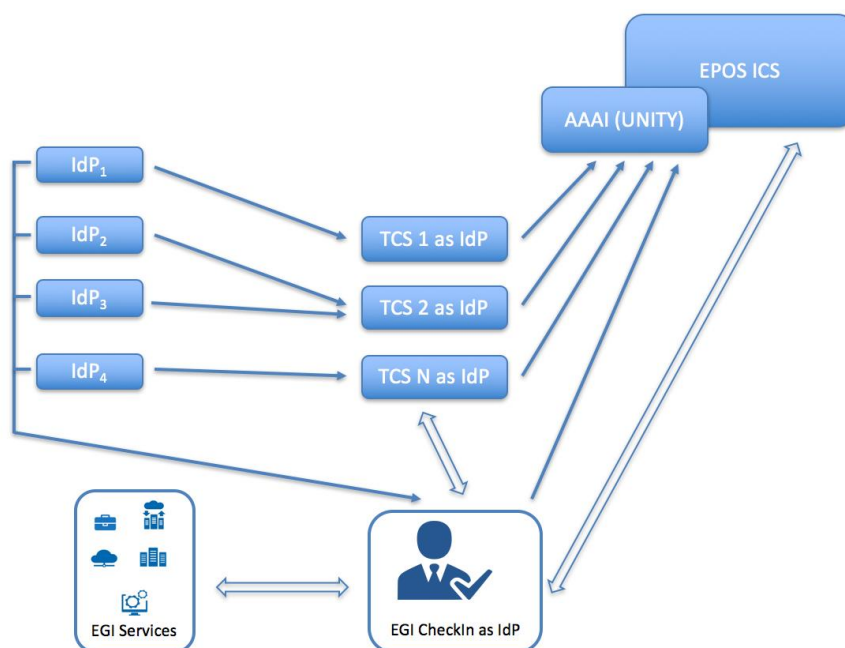 EPOS ICS
AAAI (UNITY)
IdP₁
IdP₂
IdP₃
IdP₄
TCS 1 as IdP
TCS 2 as IdP
TCS N as IdP
EGI Services
EGI CheckIn as IdP